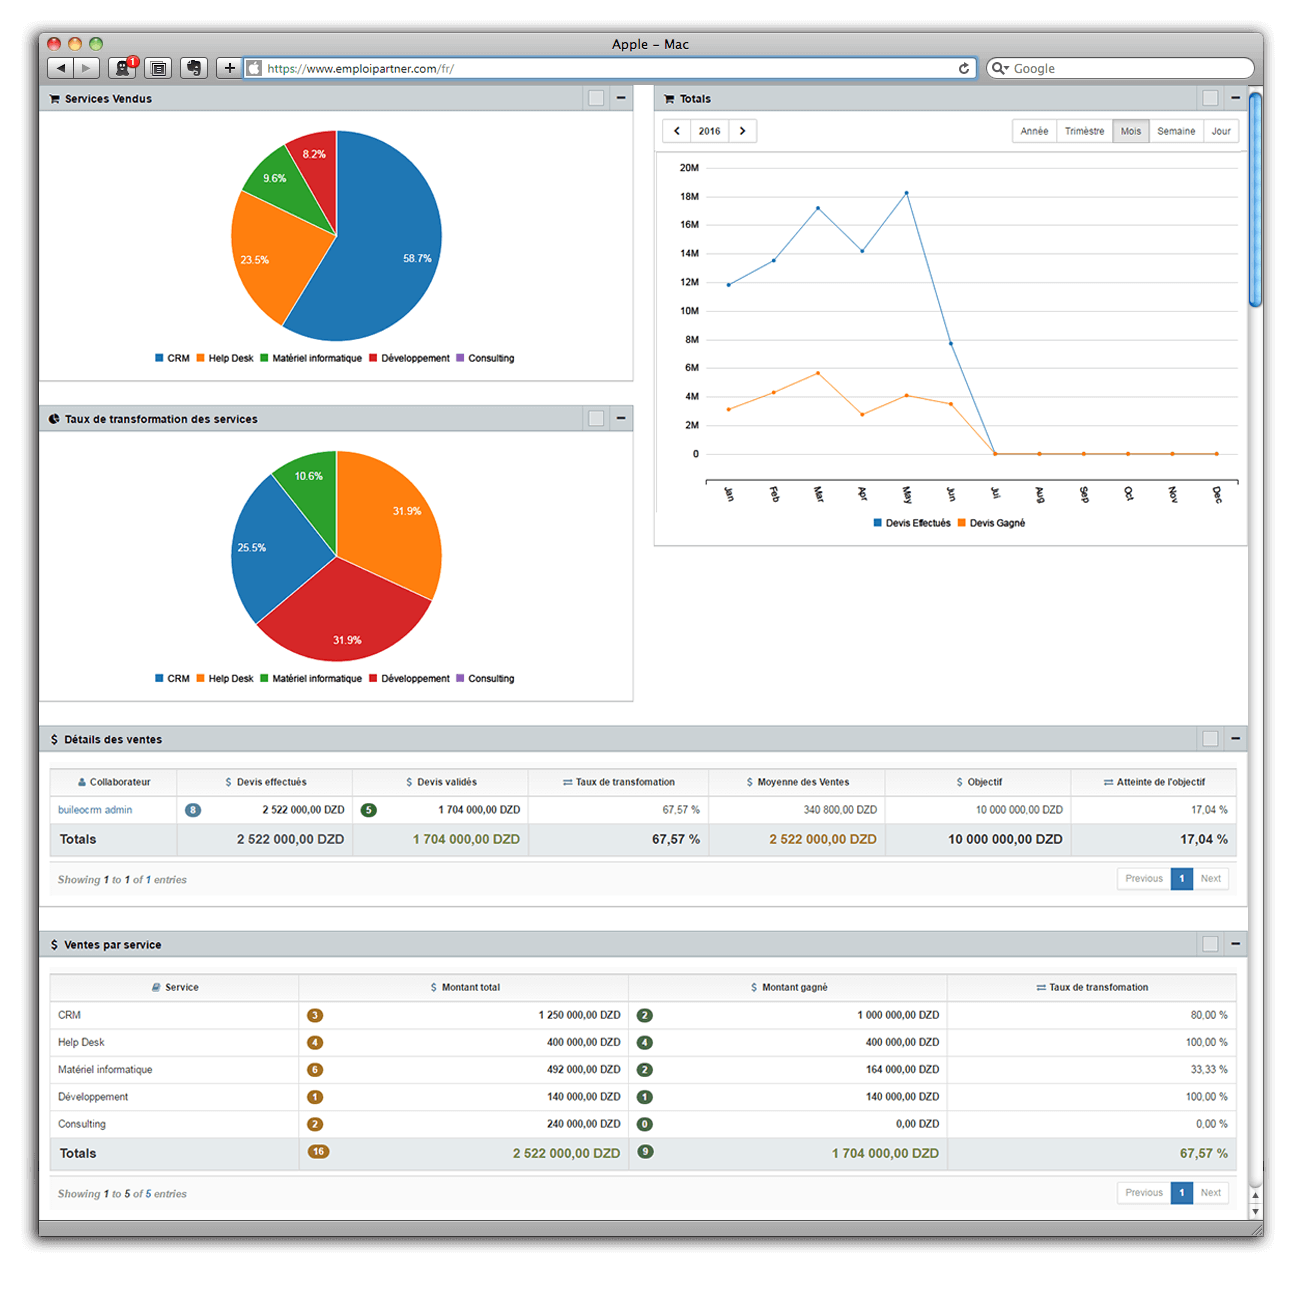 Apple – Mac
1
https://www.emploipartner.com/fr/
Google
Services Vendus
8.2%
9.6%
23.5%
58.7%
CRM Help Desk Matériel informatique Développement Consulting
Taux de transformation des services
10.6%
31.9%
25.5%
31.9%
CRM Help Desk Matériel informatique Développement Consulting
Totals
2016
Année Trimèstre Mois Semaine Jour
20M
18M
16M
14M
12M
10M
8M
6M
4M
2M
0
Jan Feb Mar Apr May Jun Jui Aug Sep Oct Nov Dec
Devis Effectués Devis Gagné
$ Détails des ventes
Collaborateur $ Devis effectués $ Devis validés Taux de transfomation $ Moyenne des Ventes $ Objectif Atteinte de l'objectif
buileocrm admin 8 2 522 000,00 DZD 5 1 704 000,00 DZD 67,57 % 340 800,00 DZD 10 000 000,00 DZD 17,04 %
Totals 2 522 000,00 DZD 1 704 000,00 DZD 67,57 % 2 522 000,00 DZD 10 000 000,00 DZD 17,04 %
Showing 1 to 1 of 1 entries
Previous 1 Next
$ Ventes par service
Service $ Montant total $ Montant gagné Taux de transfomation
CRM 3 1 250 000,00 DZD 2 1 000 000,00 DZD 80,00 %
Help Desk 4 400 000,00 DZD 4 400 000,00 DZD 100,00 %
Matériel informatique 6 492 000,00 DZD 2 164 000,00 DZD 33,33 %
Développement 1 140 000,00 DZD 1 140 000,00 DZD 100,00 %
Consulting 2 240 000,00 DZD 0 0,00 DZD 0,00 %
Totals 16 2 522 000,00 DZD 9 1 704 000,00 DZD 67,57 %
Showing 1 to 5 of 5 entries
Previous 1 Next